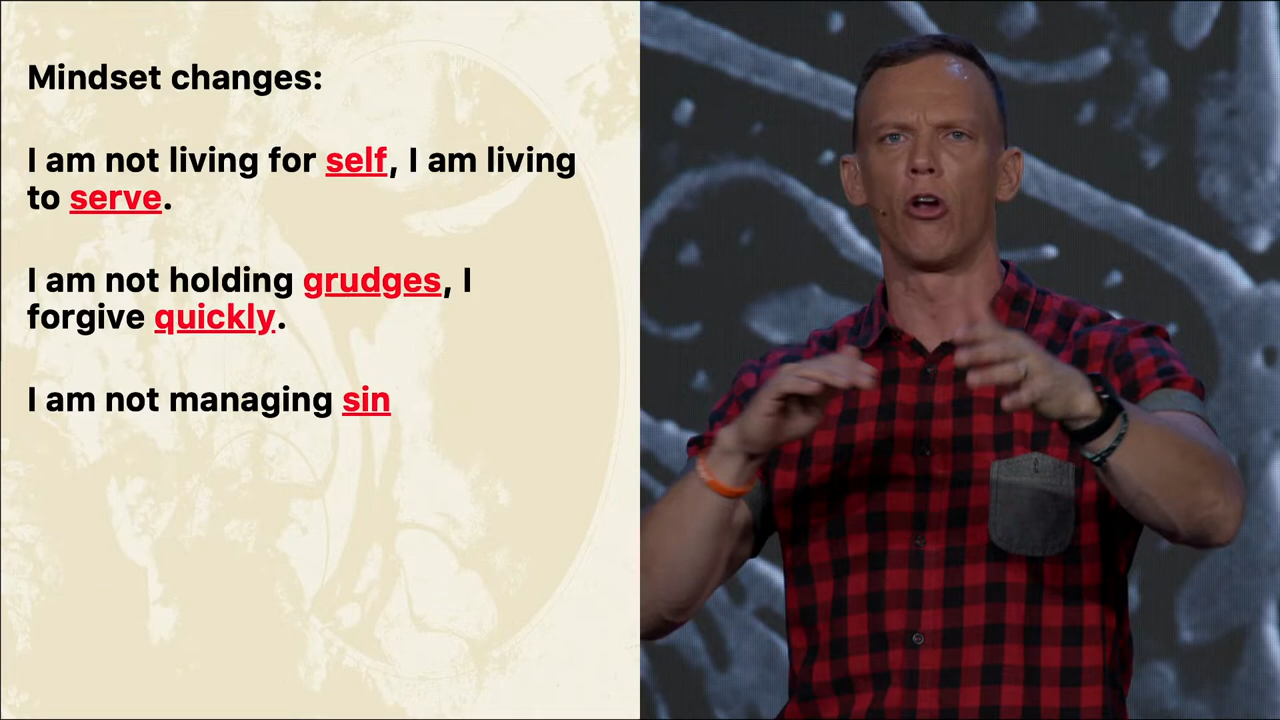 Mindset changes:
I am not living for self, I am living
to serve.
I am not holding grudges, I
forgive quickly.
I am not managing sin